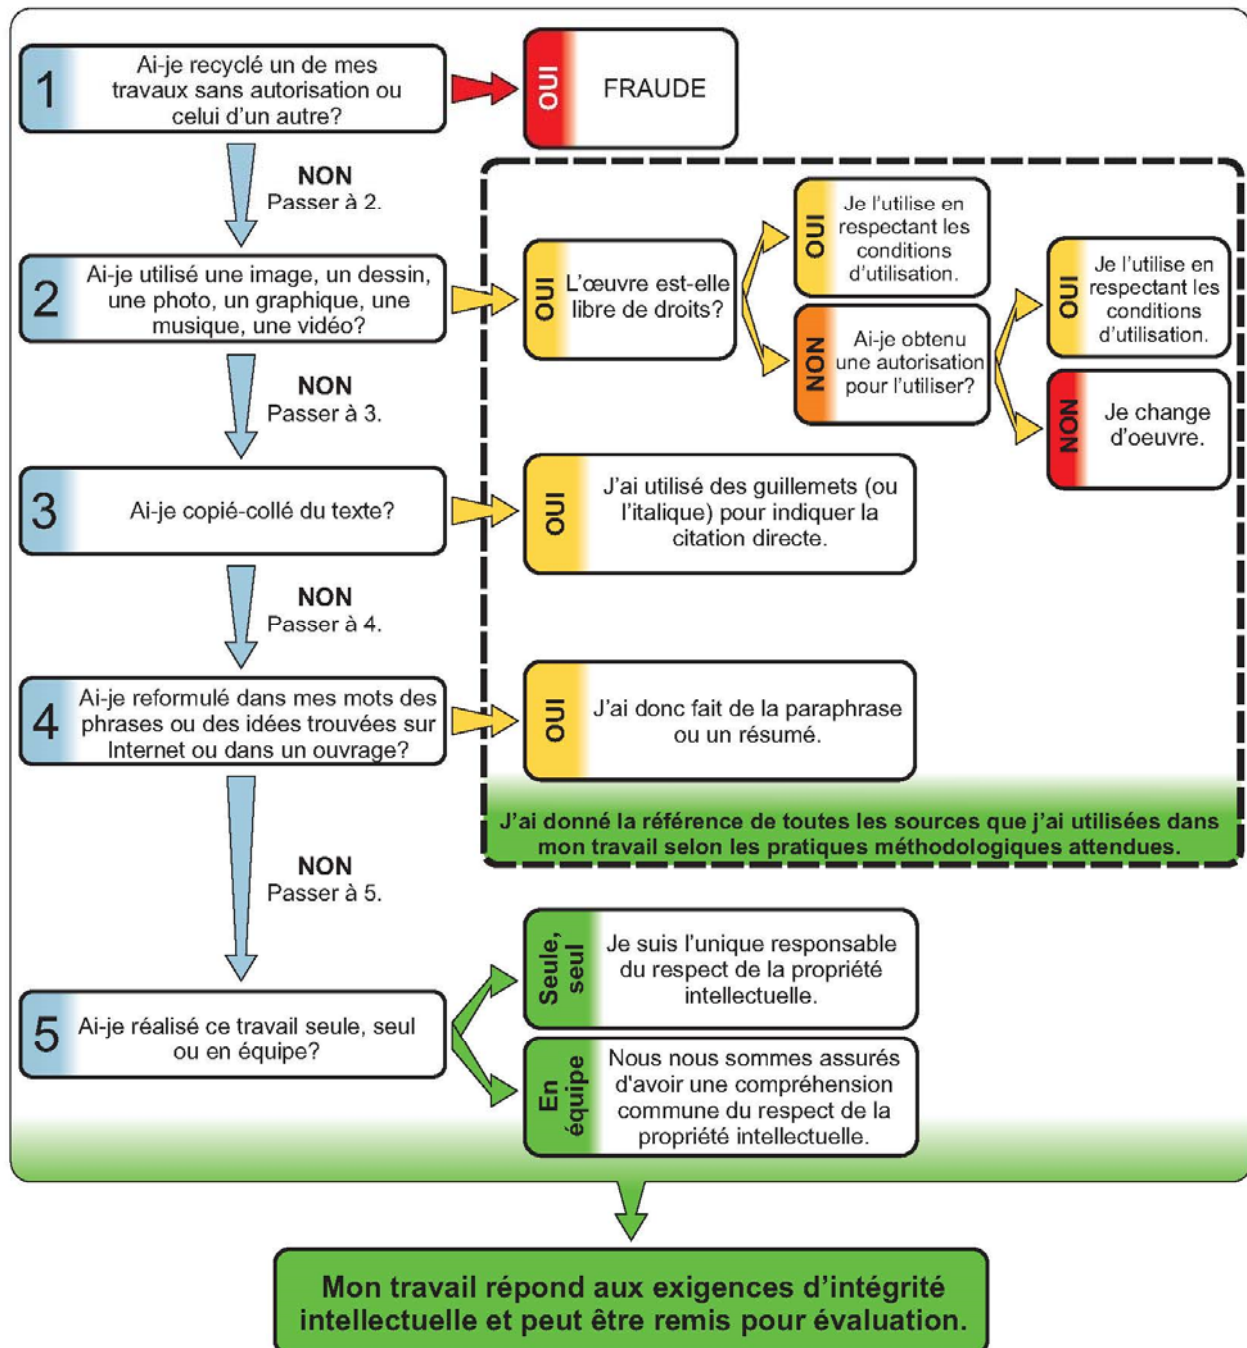 1
Ai-je recyclé un de mes
travaux sans autorisation ou
celui d'un autre?
OUI
FRAUDE
NON
Passer à 2.
2
Ai-je utilisé une image, un dessin,
une photo, un graphique, une
musique, une vidéo?
OUI
L'œuvre est-elle
libre de droits?
OUI
Je l'utilise en
respectant les
conditions
d'utilisation.
NON
Ai-je obtenu
une autorisation
pour l'utiliser?
OUI
Je l'utilise en
respectant les
conditions
d'utilisation.
NON
Je change
d'oeuvre.
NON
Passer à 3.
3
Ai-je copié-collé du texte?
OUI
J'ai utilisé des guillemets (ou
l'italique) pour indiquer la
citation directe.
NON
Passer à 4.
4
Ai-je reformulé dans mes mots des
phrases ou des idées trouvées sur
Internet ou dans un ouvrage?
OUI
J'ai donc fait de la paraphrase
ou un résumé.
J'ai donné la référence de toutes les sources que j'ai utilisées dans
mon travail selon les pratiques méthodologiques attendues.
NON
Passer à 5.
5
Ai-je réalisé ce travail seule, seul
ou en équipe?
Seule,
seul
Je suis l'unique responsable
du respect de la propriété
intellectuelle.
En
équipe
Nous nous sommes assurés
d'avoir une compréhension
commune du respect de la
propriété intellectuelle.
Mon travail répond aux exigences d'intégrité
intellectuelle et peut être remis pour évaluation.